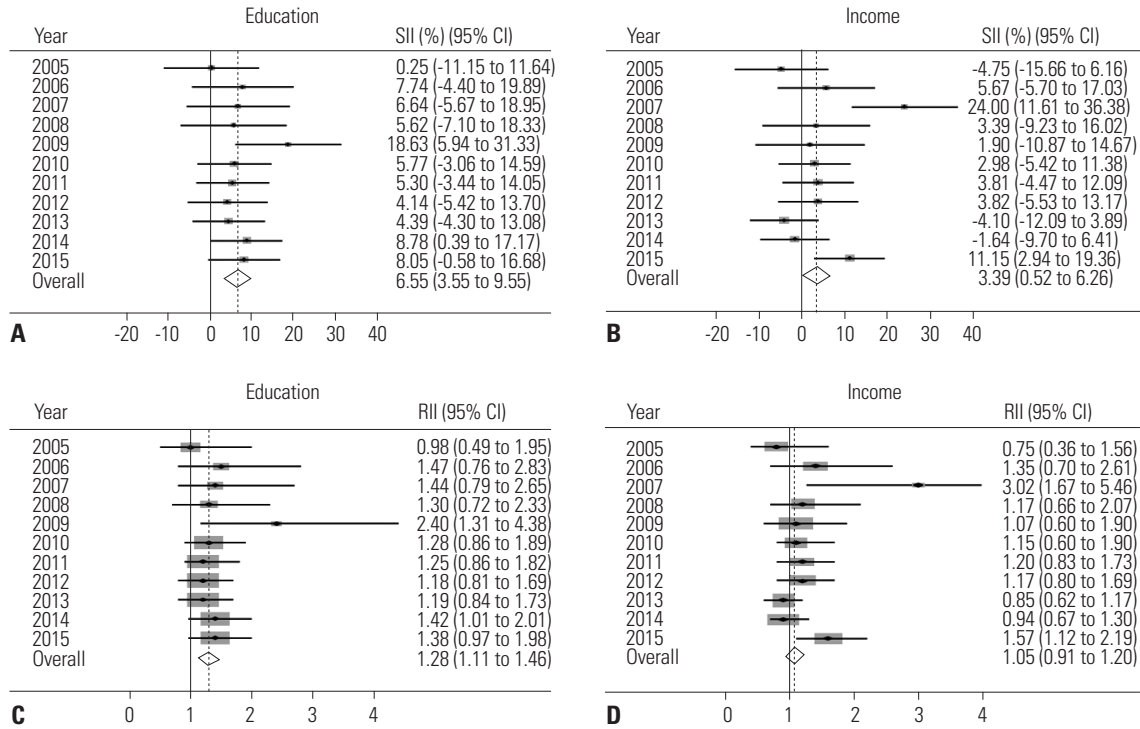 Education
Year SII (%) (95% CI)
2005 0.25 (-11.15 to 11.64)
2006 7.74 (-4.40 to 19.89)
2007 6.64 (-5.67 to 18.95)
2008 5.62 (-7.10 to 18.33)
2009 18.63 (5.94 to 31.33)
2010 5.77 (-3.06 to 14.59)
2011 5.30 (-3.44 to 14.05)
2012 4.14 (-5.42 to 13.70)
2013 4.39 (-4.30 to 13.08)
2014 8.78 (0.39 to 17.17)
2015 8.05 (-0.58 to 16.68)
Overall 6.55 (3.55 to 9.55)
A -20 -10 0 10 20 30 40
Income
Year SII (%) (95% CI)
2005 -4.75 (-15.66 to 6.16)
2006 5.67 (-5.70 to 17.03)
2007 24.00 (11.61 to 36.38)
2008 3.39 (-9.23 to 16.02)
2009 1.90 (-10.87 to 14.67)
2010 2.98 (-5.42 to 11.38)
2011 3.81 (-4.47 to 12.09)
2012 3.82 (-5.53 to 13.17)
2013 -4.10 (-12.09 to 3.89)
2014 -1.64 (-9.70 to 6.41)
2015 11.15 (2.94 to 19.36)
Overall 3.39 (0.52 to 6.26)
B -20 -10 0 10 20 30 40
Education
Year RII (95% CI)
2005 0.98 (0.49 to 1.95)
2006 1.47 (0.76 to 2.83)
2007 1.44 (0.79 to 2.65)
2008 1.30 (0.72 to 2.33)
2009 2.40 (1.31 to 4.38)
2010 1.28 (0.86 to 1.89)
2011 1.25 (0.86 to 1.82)
2012 1.18 (0.81 to 1.69)
2013 1.19 (0.84 to 1.73)
2014 1.42 (1.01 to 2.01)
2015 1.38 (0.97 to 1.98)
Overall 1.28 (1.11 to 1.46)
C 0 1 2 3 4
Income
Year RII (95% CI)
2005 0.75 (0.36 to 1.56)
2006 1.35 (0.70 to 2.61)
2007 3.02 (1.67 to 5.46)
2008 1.17 (0.66 to 2.07)
2009 1.07 (0.60 to 1.90)
2010 1.15 (0.60 to 1.90)
2011 1.20 (0.83 to 1.73)
2012 1.17 (0.80 to 1.69)
2013 0.85 (0.62 to 1.17)
2014 0.94 (0.67 to 1.30)
2015 1.57 (1.12 to 2.19)
Overall 1.05 (0.91 to 1.20)
D 0 1 2 3 4